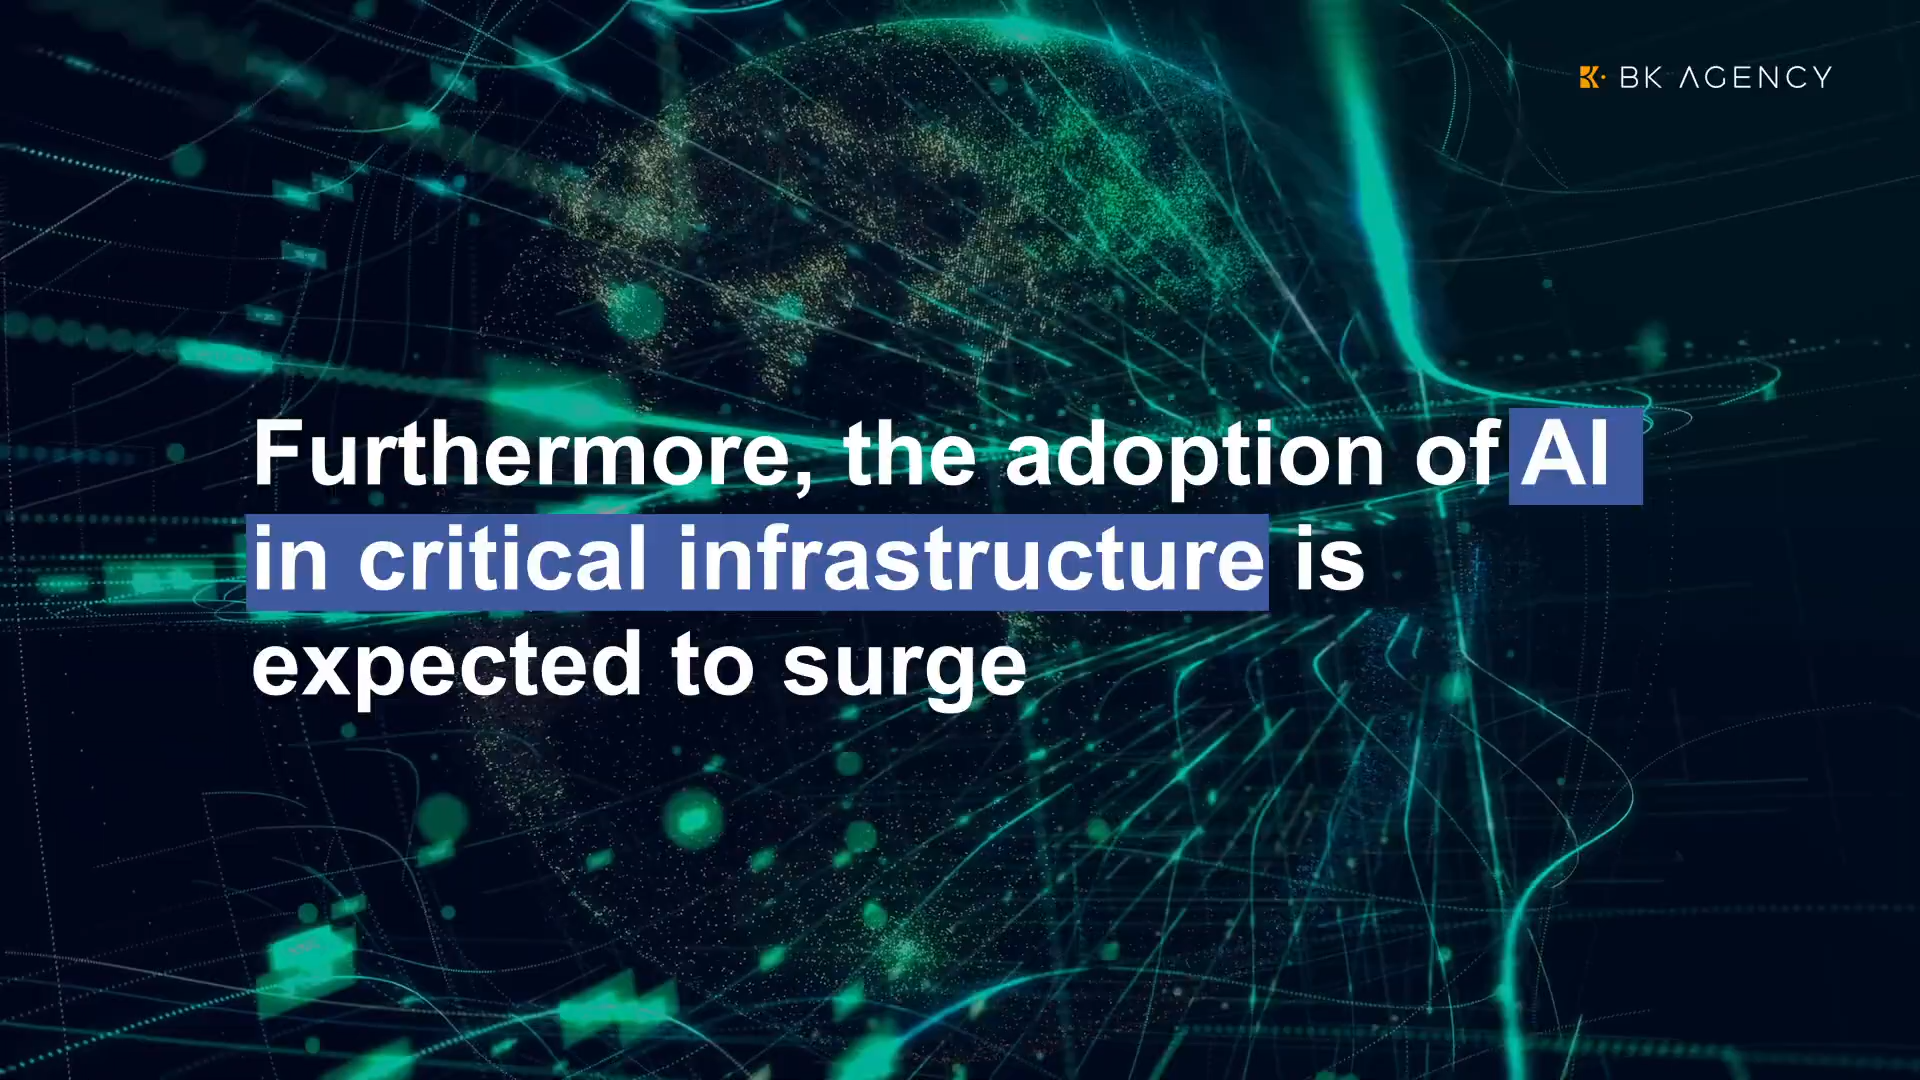 BK AGENCY
Furthermore, the adoption of AI
in critical infrastructure is
expected to surge